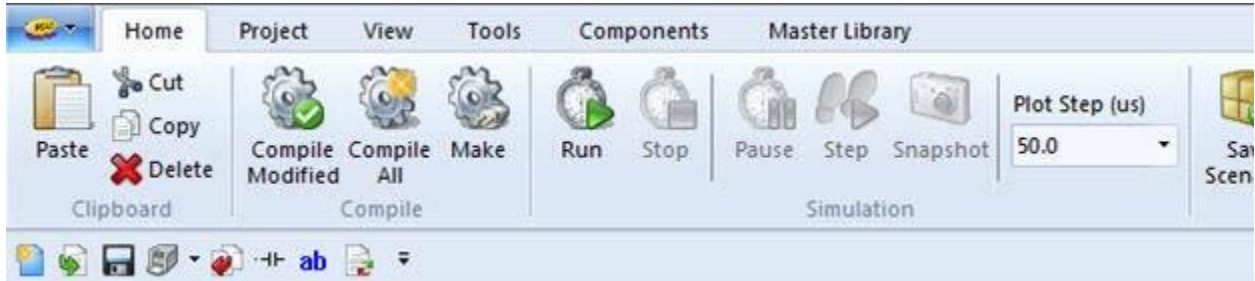 Home Project View Tools Components Master Library
Cut
Copy
Delete
Paste
Compile Modified
Compile All
Make
Run
Stop
Pause
Step
Snapshot
Plot Step (us)
50.0
Clipboard
Compile
Simulation
ab